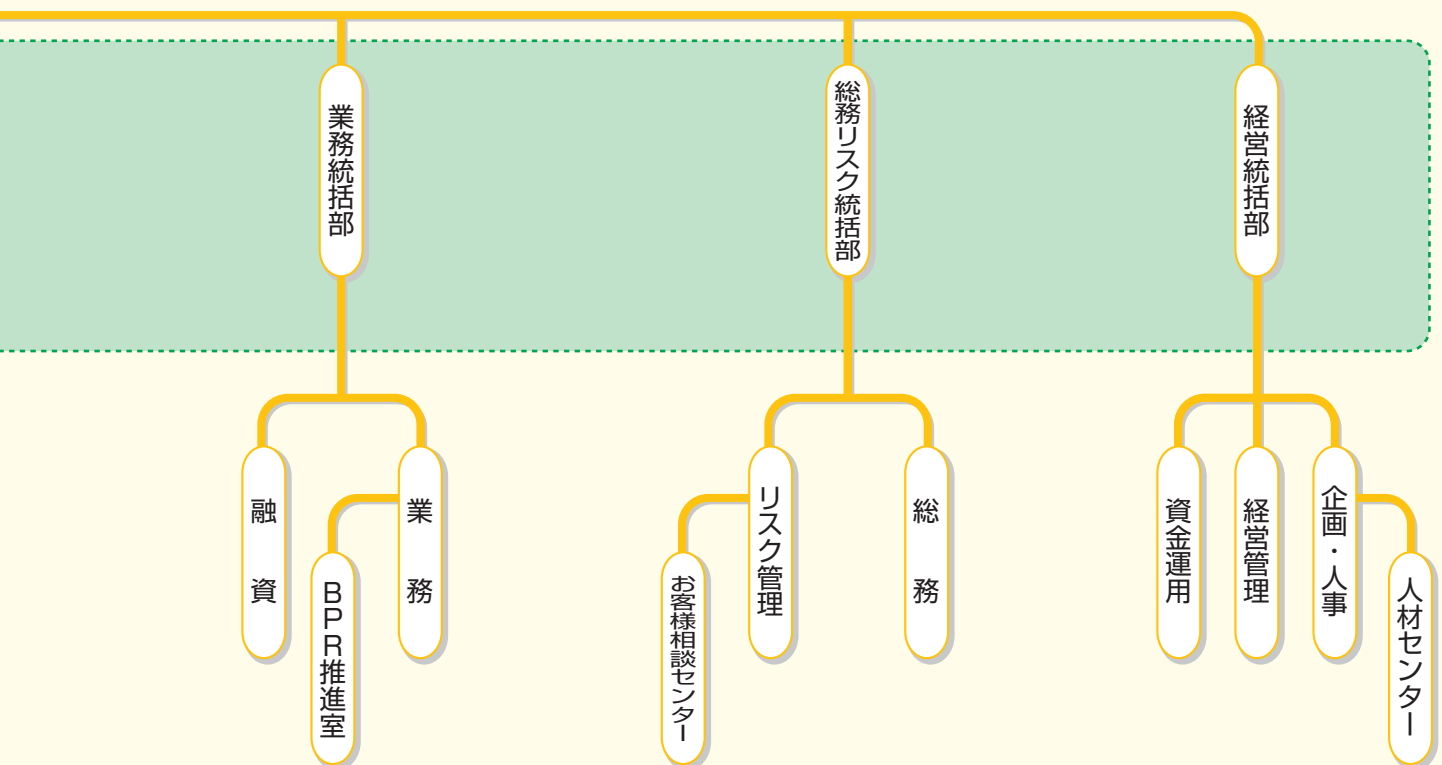 経営統括部
総務リスク統括部
業務統括部
人材センター
企画・人事
経営管理
資金運用
総務
リスク管理
お客様相談センター
業務
BPR推進室
融資